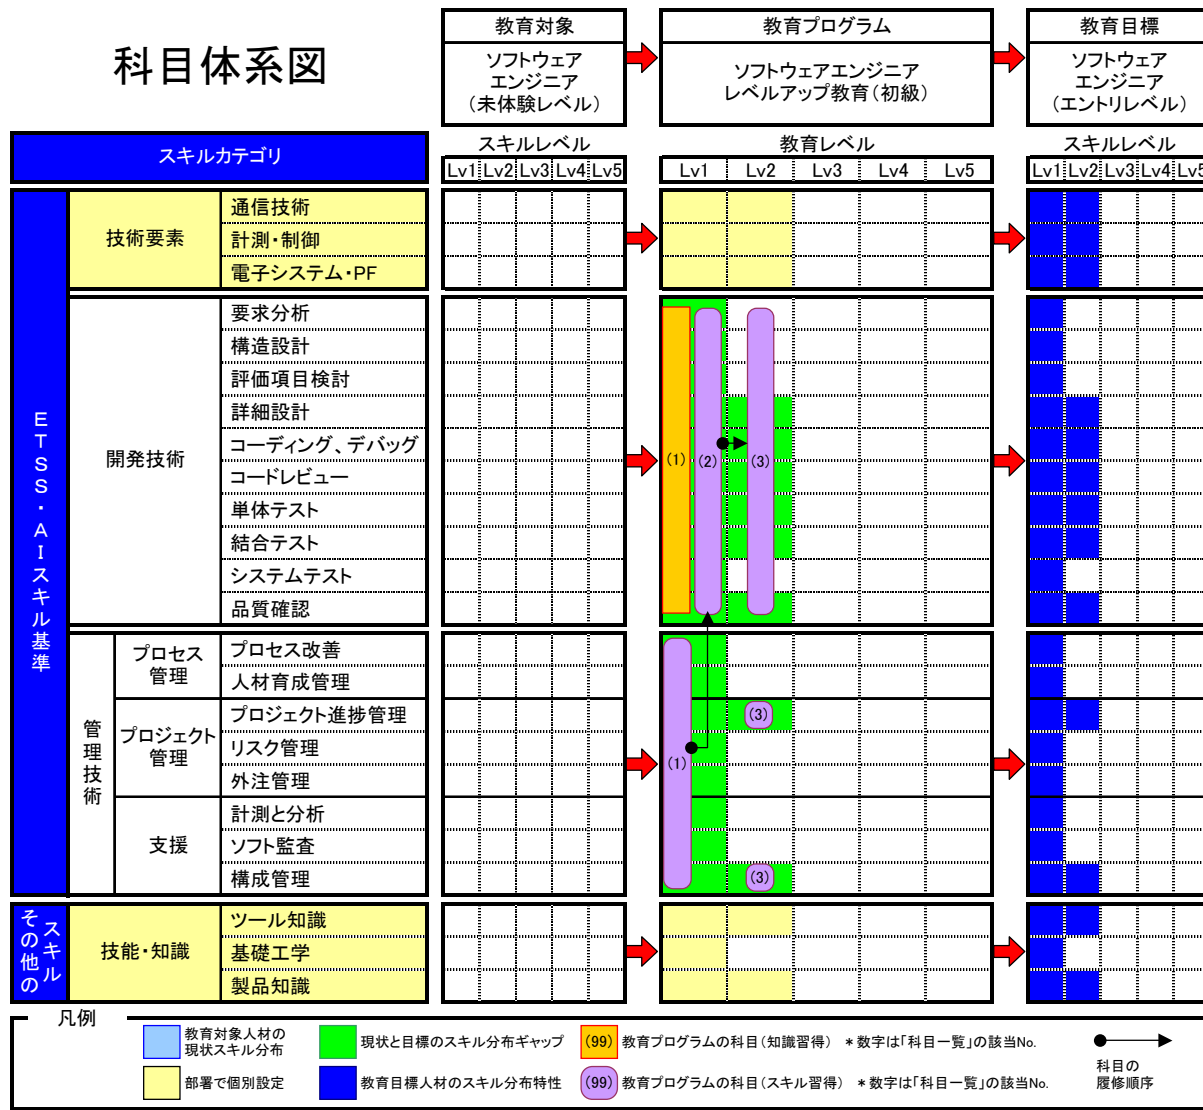 科目体系図
教育対象
ソフトウェア
エンジニア
(未体験レベル)
教育プログラム
ソフトウェアエンジニア
レベルアップ教育(初級)
教育目標
ソフトウェア
エンジニア
(エントリレベル)
スキルカテゴリ
スキルレベル
Lv1 Lv2 Lv3 Lv4 Lv5
教育レベル
Lv1 Lv2 Lv3 Lv4 Lv5
スキルレベル
Lv1 Lv2 Lv3 Lv4 Lv5
ETSS・AIスキル基準
技術要素
通信技術
計測・制御
電子システム・PF
開発技術
要求分析
構造設計
評価項目検討
詳細設計
コーディング、デバッグ
コードレビュー
単体テスト
結合テスト
システムテスト
品質確認
(1) (2) (3)
管理技術
プロセス
管理
プロセス改善
人材育成管理
プロジェクト
管理
プロジェクト進捗管理
リスク管理
外注管理
支援
計測と分析
ソフト監査
構成管理
(3)
(1)
(3)
その他の
スキル
技能・知識
ツール知識
基礎工学
製品知識
凡例
教育対象人材の
現状スキル分布
現状と目標のスキル分布ギャップ
(99) 教育プログラムの科目(知識習得) *数字は「科目一覧」の該当No.
部署で個別設定
教育目標人材のスキル分布特性
(99) 教育プログラムの科目(スキル習得) *数字は「科目一覧」の該当No.
科目の
履修順序